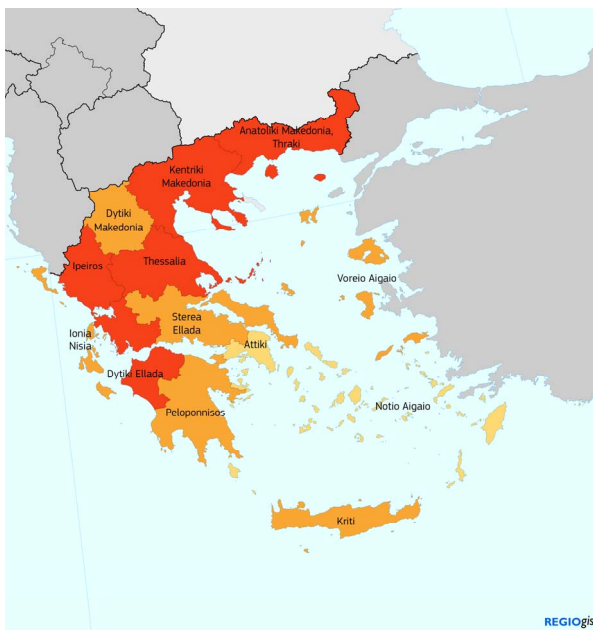 Anatoliki Makedonia,
Thraki
Kentriki
Makedonia
Dytiki
Makedonia
Ipeiros
Thessalia
Voreio Aigaio
Sterea
Ellada
Ionia
Nisia
Attiki
Dytiki Ellada
Notio Aigaio
Peloponnisos
Kriti
REGIOgis